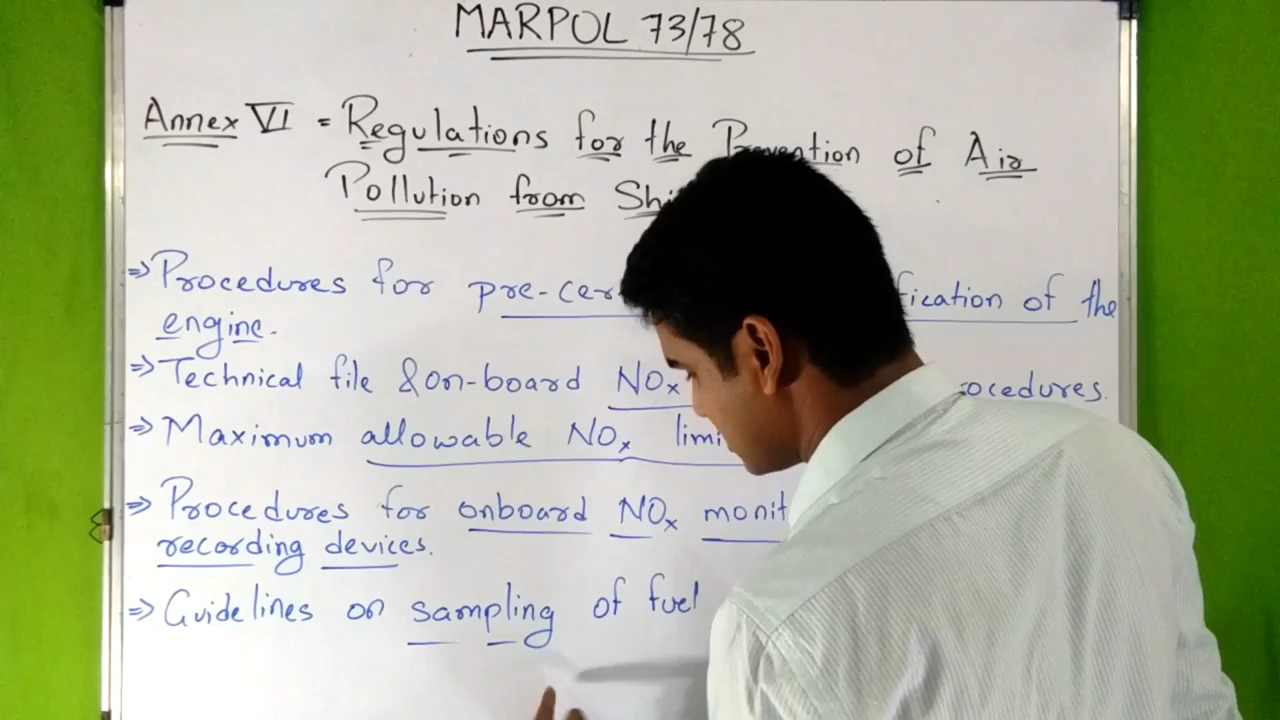 MARPOL 73/78
Annex VI = Regulations for the Prevention of Air
Pollution from Shi
⇒ Procedures for pre-cer fication of the
engine.
⇒ Technical file & on-board NOx ocedures.
⇒ Maximum allowable NOx limi
⇒ Procedures for onboard NOx monit
recording devices.
⇒ Guidelines on sampling of fuel